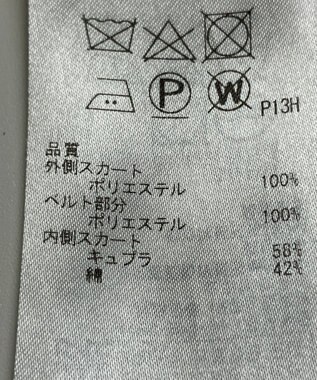 P W P13H
品質
外側スカート
ポリエステル 100%
ベルト部分
ポリエステル 100%
内側スカート
キュプラ 58%
綿 42%